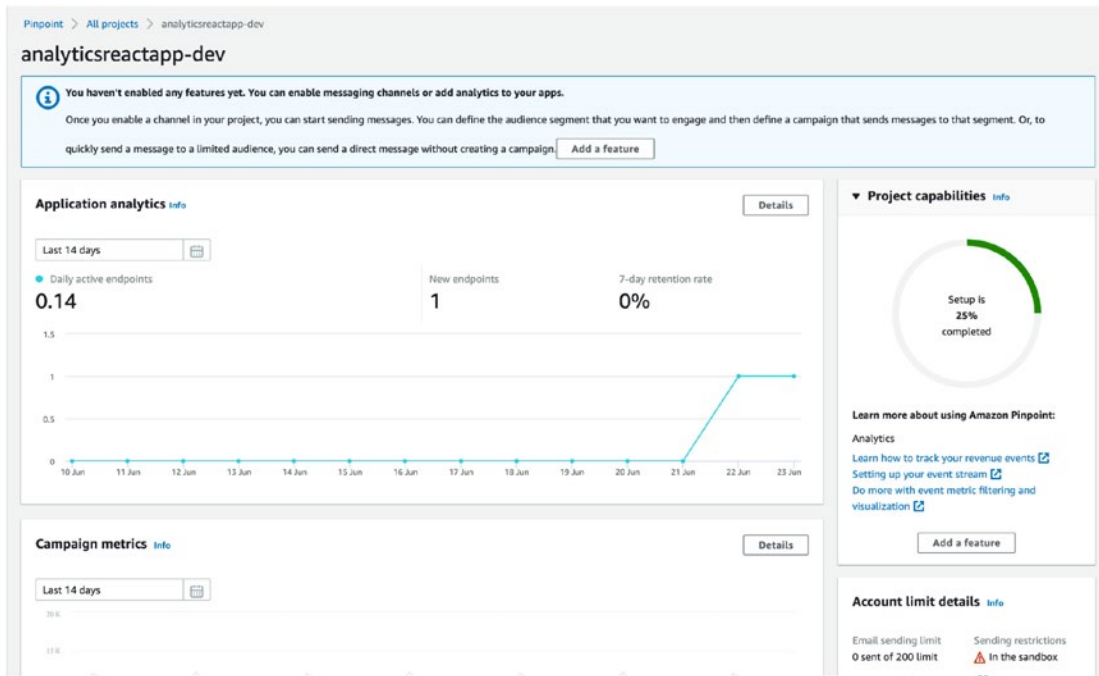 Pinpoint > All projects > analyticsreactapp-dev
analyticsreactapp-dev
You haven't enabled any features yet. You can enable messaging channels or add analytics to your apps.
Once you enable a channel in your project, you can start sending messages. You can define the audience segment that you want to engage and then define a campaign that sends messages to that segment. Or, to
quickly send a message to a limited audience, you can send a direct message without creating a campaign. Add a feature
Application analytics Info
Details
Last 14 days
Daily active endpoints
0.14
New endpoints
1
7-day retention rate
0%
1.5
1
0.5
0
10 Jun 11 Jun 12 Jun 13 Jun 14 Jun 15 Jun 16 Jun 17 Jun 18 Jun 19 Jun 20 Jun 21 Jun 22 Jun 23 Jun
Campaign metrics Info
Details
Last 14 days
20 K
15 K
Project capabilities Info
Setup is
25%
completed
Learn more about using Amazon Pinpoint:
Analytics
Learn how to track your revenue events
Setting up your event stream
Do more with event metric filtering and
visualization
Add a feature
Account limit details Info
Email sending limit
0 sent of 200 limit
Sending restrictions
In the sandbox